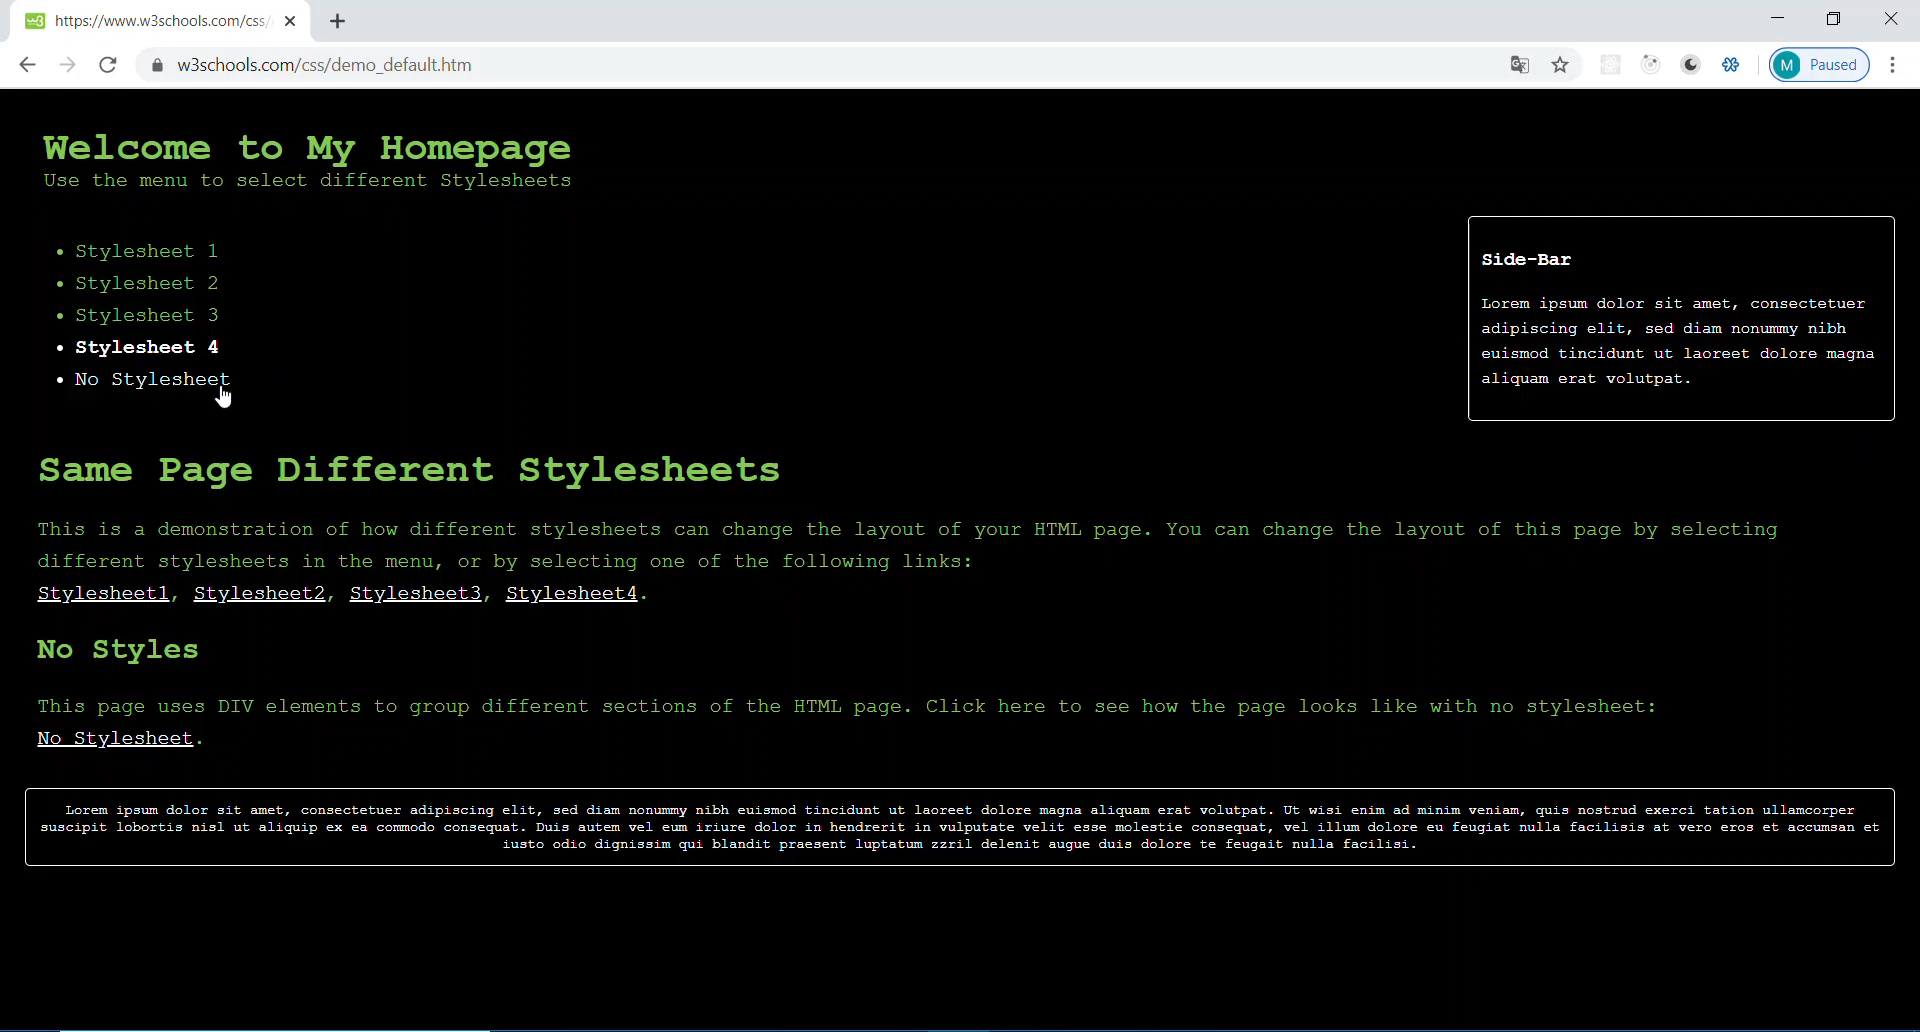 https://www.w3schools.com/css/
w3schools.com/css/demo_default.htm
M Paused
Welcome to My Homepage
Use the menu to select different Stylesheets
• Stylesheet 1
• Stylesheet 2
• Stylesheet 3
• Stylesheet 4
• No Stylesheet
Side-Bar
Lorem ipsum dolor sit amet, consectetuer
adipiscing elit, sed diam nonummy nibh
euismod tincidunt ut laoreet dolore magna
aliquam erat volutpat.
Same Page Different Stylesheets
This is a demonstration of how different stylesheets can change the layout of your HTML page. You can change the layout of this page by selecting
different stylesheets in the menu, or by selecting one of the following links:
Stylesheet1, Stylesheet2, Stylesheet3, Stylesheet4.
No Styles
This page uses DIV elements to group different sections of the HTML page. Click here to see how the page looks like with no stylesheet:
No Stylesheet.
Lorem ipsum dolor sit amet, consectetuer adipiscing elit, sed diam nonummy nibh euismod tincidunt ut laoreet dolore magna aliquam erat volutpat. Ut wisi enim ad minim veniam, quis nostrud exerci tation ullamcorper
suscipit lobortis nisl ut aliquip ex ea commodo consequat. Duis autem vel eum iriure dolor in hendrerit in vulputate velit esse molestie consequat, vel illum dolore eu feugiat nulla facilisis at vero eros et accumsan et
iusto odio dignissim qui blandit praesent luptatum zzril delenit augue duis dolore te feugait nulla facilisi.